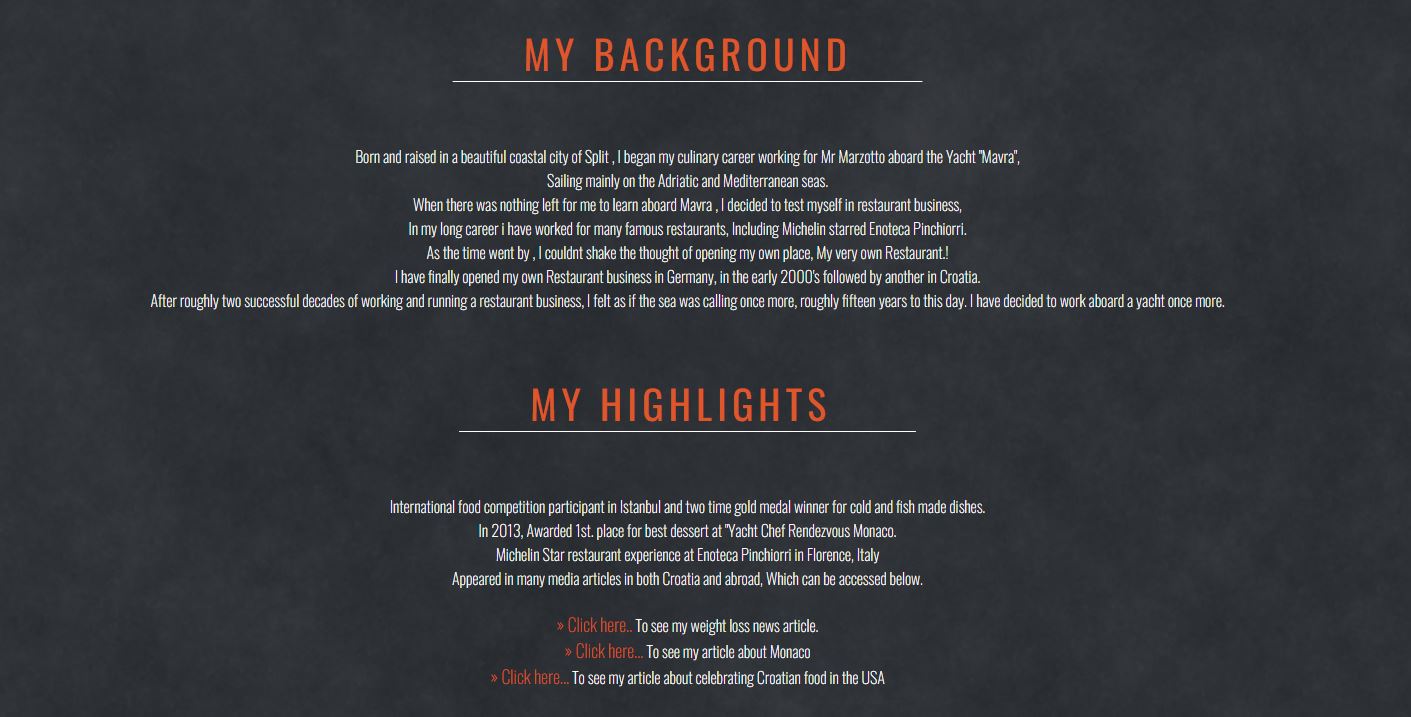 MY BACKGROUND
Born and raised in a beautiful coastal city of Split , I began my culinary career working for Mr Marzotto aboard the Yacht "Mavra",
Sailing mainly on the Adriatic and Mediterranean seas.
When there was nothing left for me to learn aboard Mavra , I decided to test myself in restaurant business,
In my long career i have worked for many famous restaurants, Including Michelin starred Enoteca Pinchiorri.
As the time went by , I couldnt shake the thought of opening my own place, My very own Restaurant.!
I have finally opened my own Restaurant business in Germany, in the early 2000's followed by another in Croatia.
After roughly two successful decades of working and running a restaurant business, I felt as if the sea was calling once more, roughly fifteen years to this day. I have decided to work aboard a yacht once more.
MY HIGHLIGHTS
International food competition participant in Istanbul and two time gold medal winner for cold and fish made dishes.
In 2013, Awarded 1st. place for best dessert at "Yacht Chef Rendezvous Monaco.
Michelin Star restaurant experience at Enoteca Pinchiorri in Florence, Italy
Appeared in many media articles in both Croatia and abroad, Which can be accessed below.
» Click here.. To see my weight loss news article.
» Click here... To see my article about Monaco
» Click here... To see my article about celebrating Croatian food in the USA